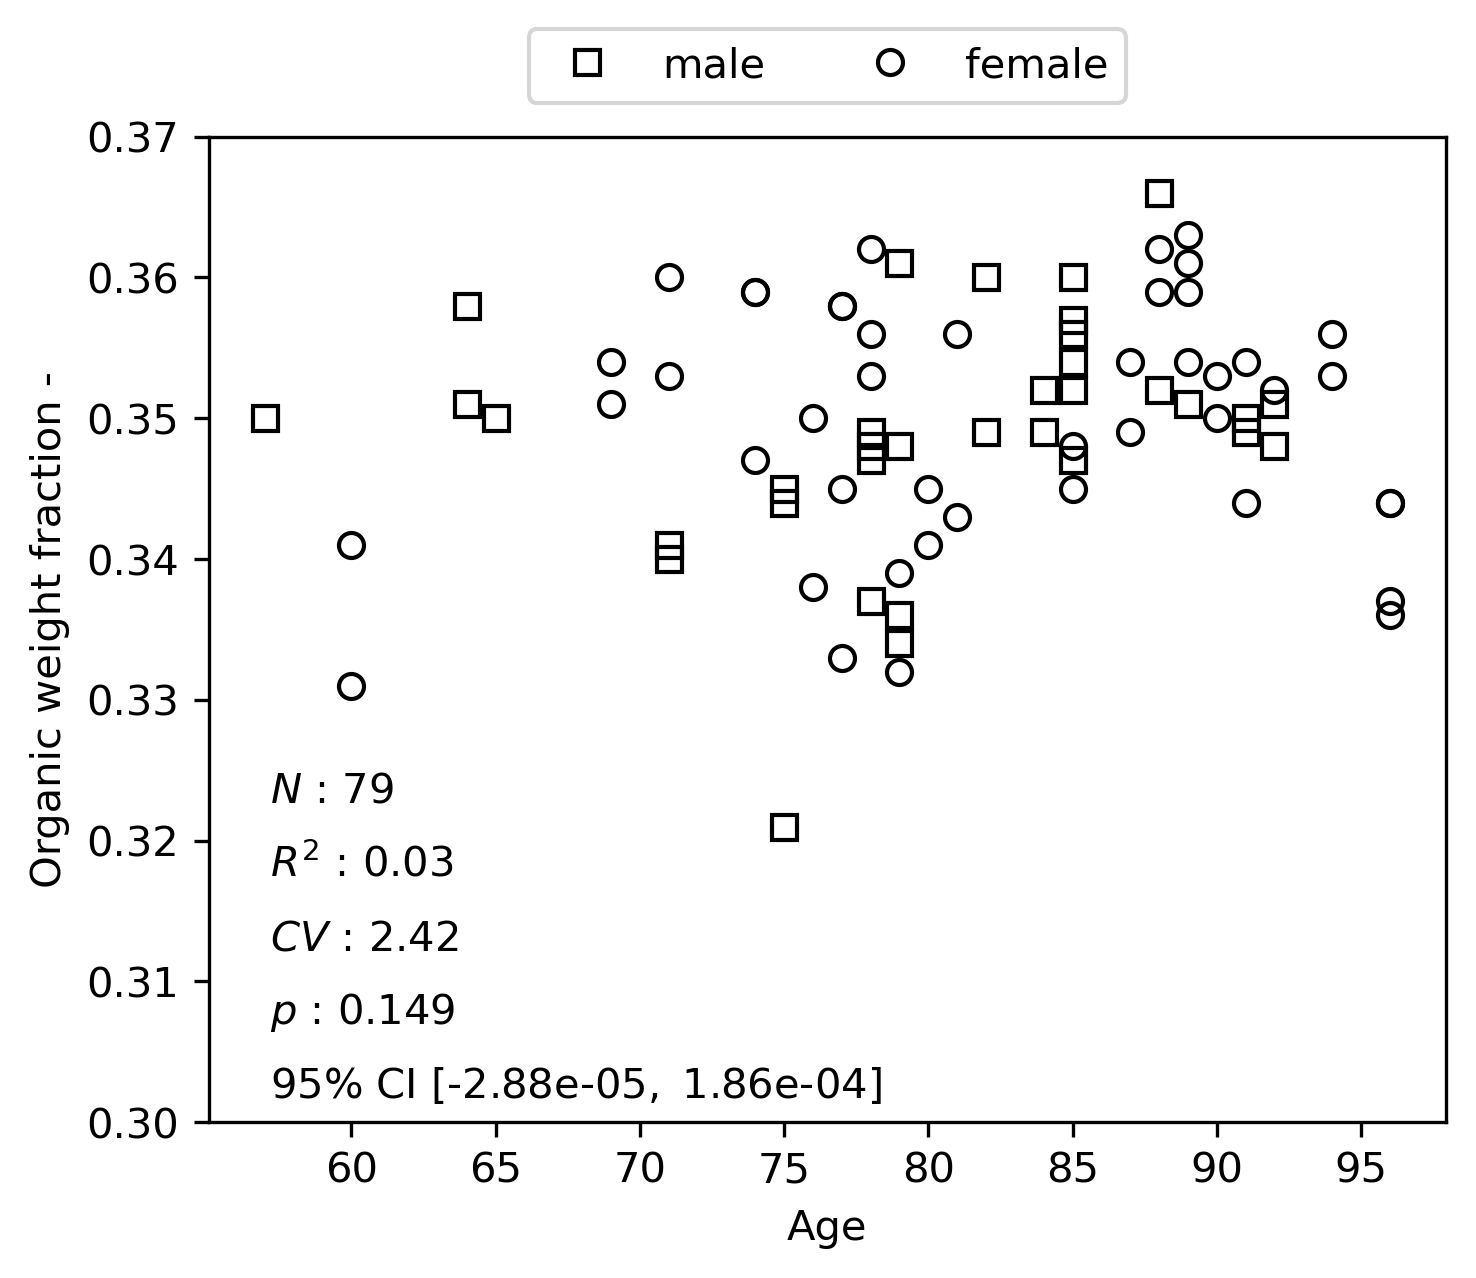 male female
0.37
0.36
0.35
0.34
0.33
0.32
0.31
0.30
Organic weight fraction -
N : 79
R² : 0.03
CV : 2.42
p : 0.149
95% CI [-2.88e-05, 1.86e-04]
60 65 70 75 80 85 90 95
Age